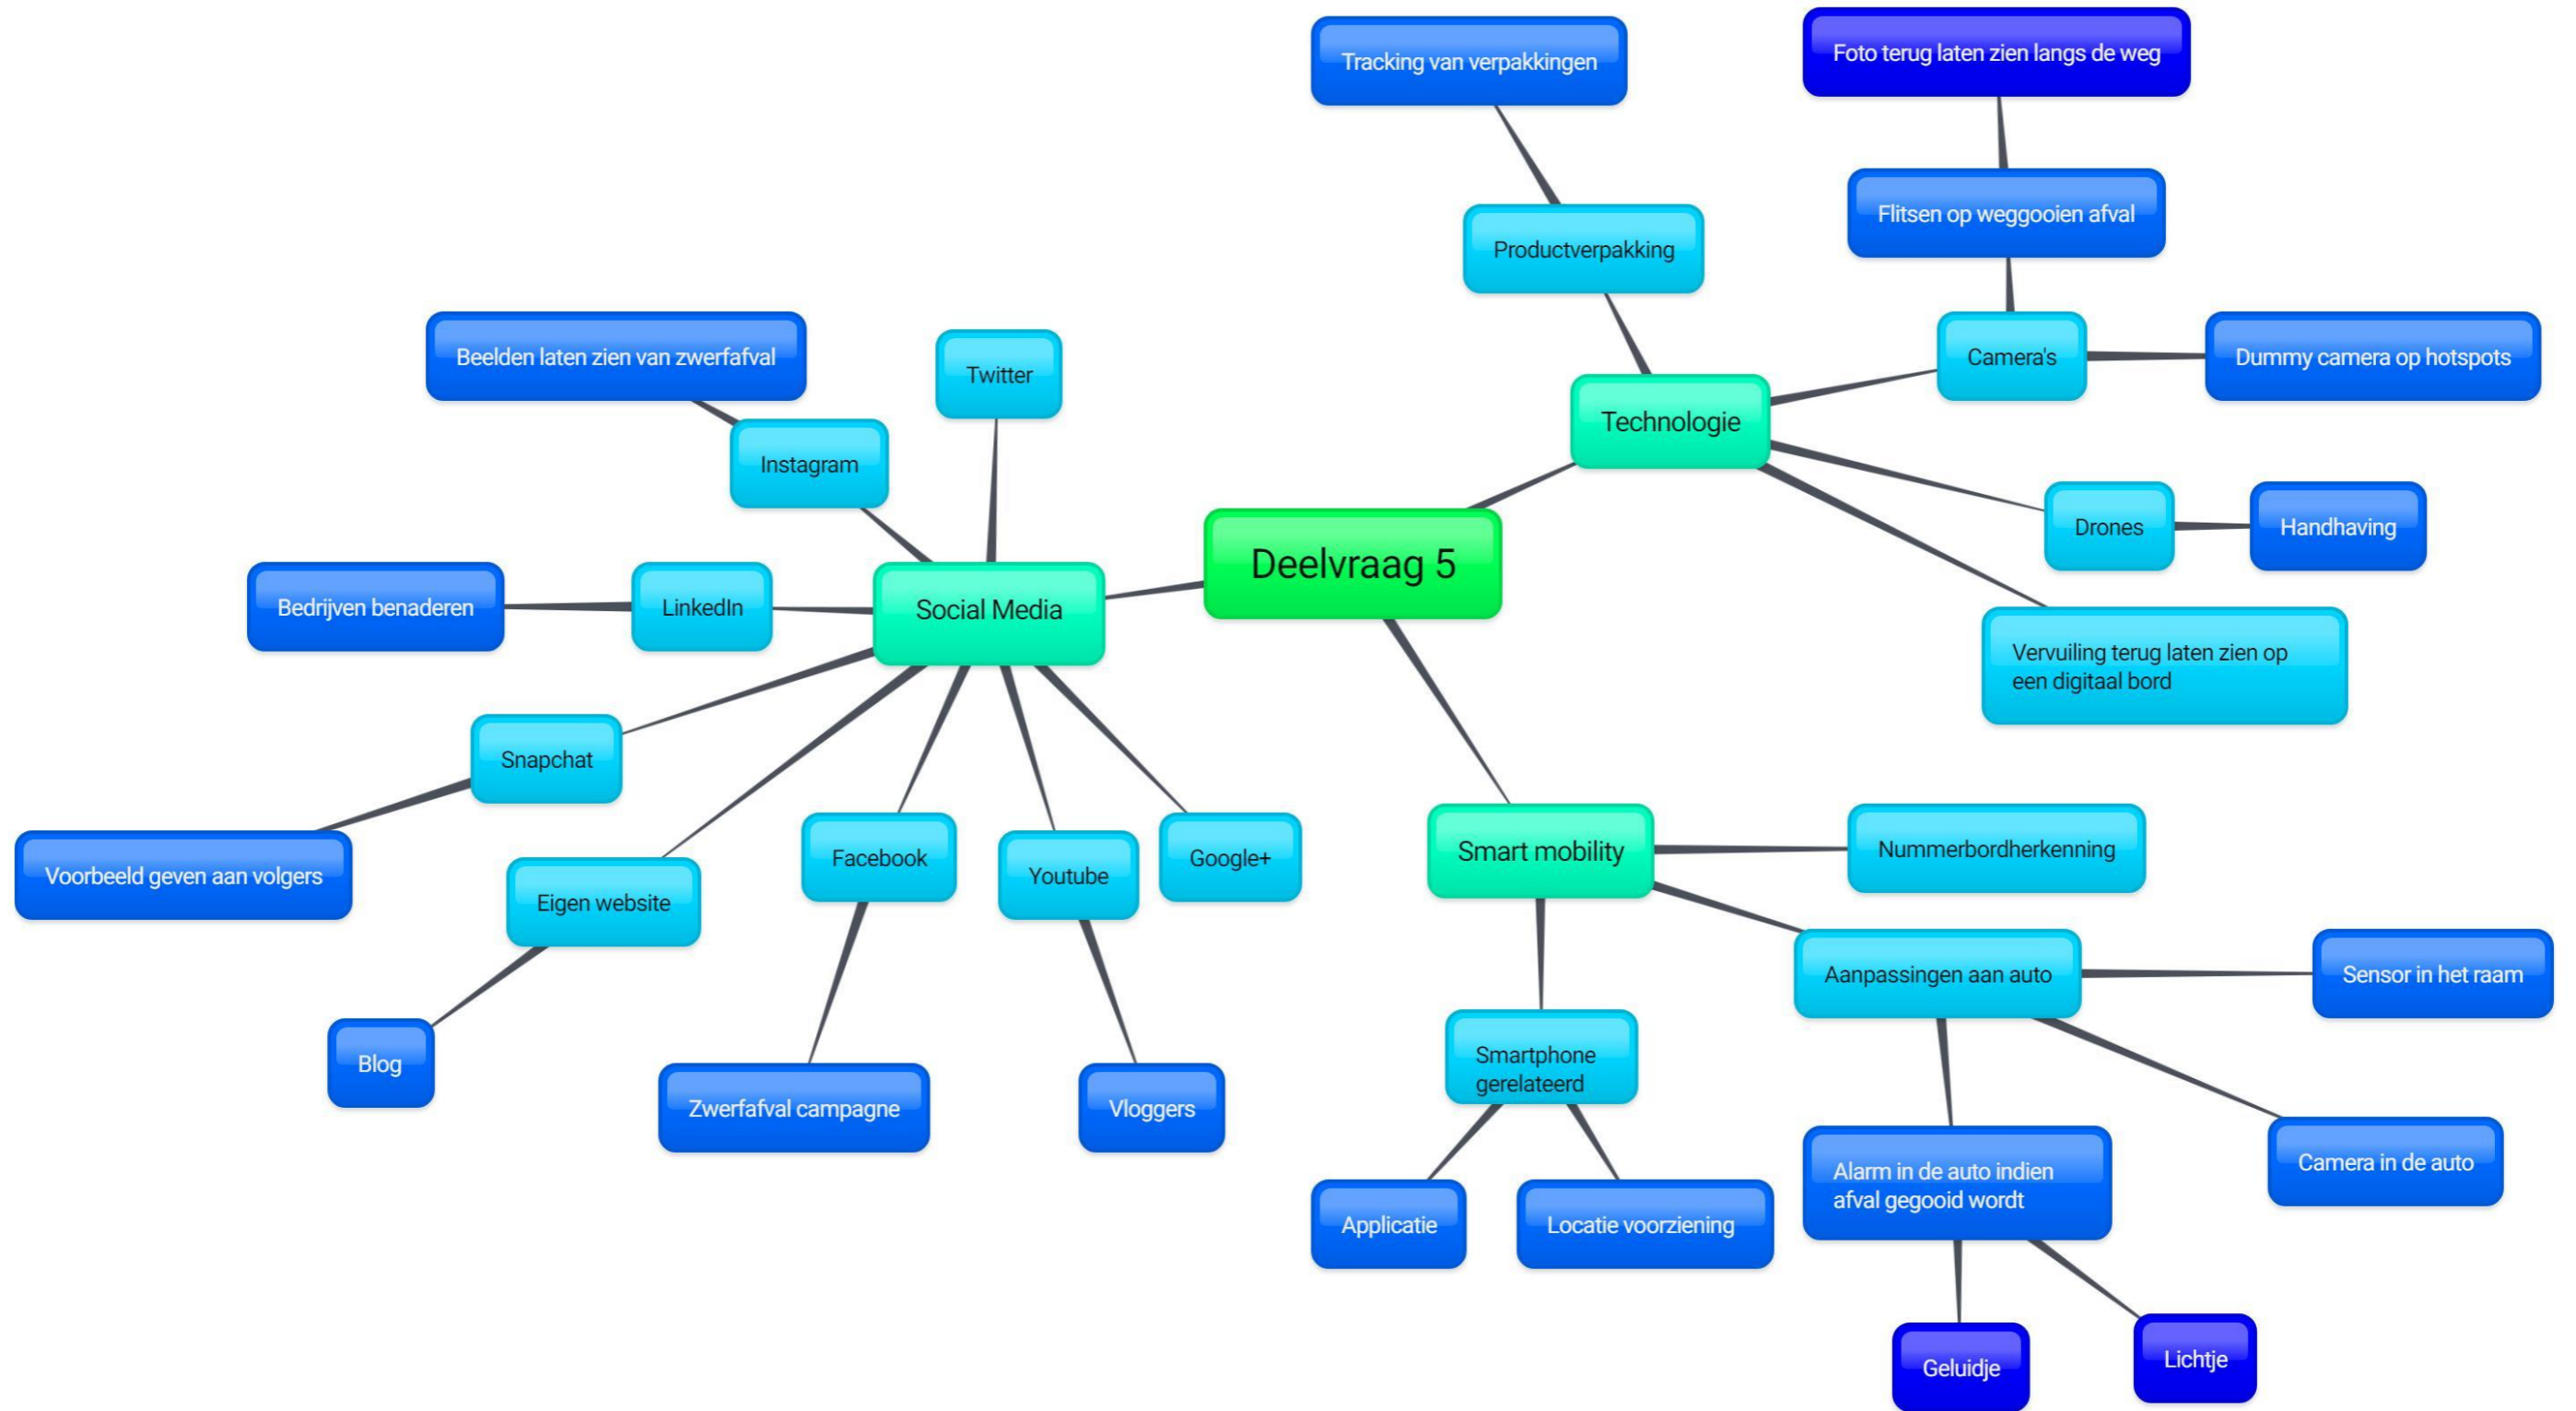 Tracking van verpakkingen
Foto terug laten zien langs de weg
Flitsen op weggooien afval
Productverpakking
Beelden laten zien van zwerfafval
Twitter
Camera's
Dummy camera op hotspots
Technologie
Instagram
Drones
Handhaving
Deelvraag 5
Bedrijven benaderen
LinkedIn
Social Media
Vervuiling terug laten zien op
een digitaal bord
Snapchat
Voorbeeld geven aan volgers
Eigen website
Facebook
Youtube
Google+
Smart mobility
Nummerbordherkenning
Aanpassingen aan auto
Sensor in het raam
Blog
Zwerfafval campagne
Vloggers
Smartphone
gerelateerd
Applicatie
Locatie voorziening
Alarm in de auto indien
afval gegooid wordt
Camera in de auto
Geluidje
Lichtje